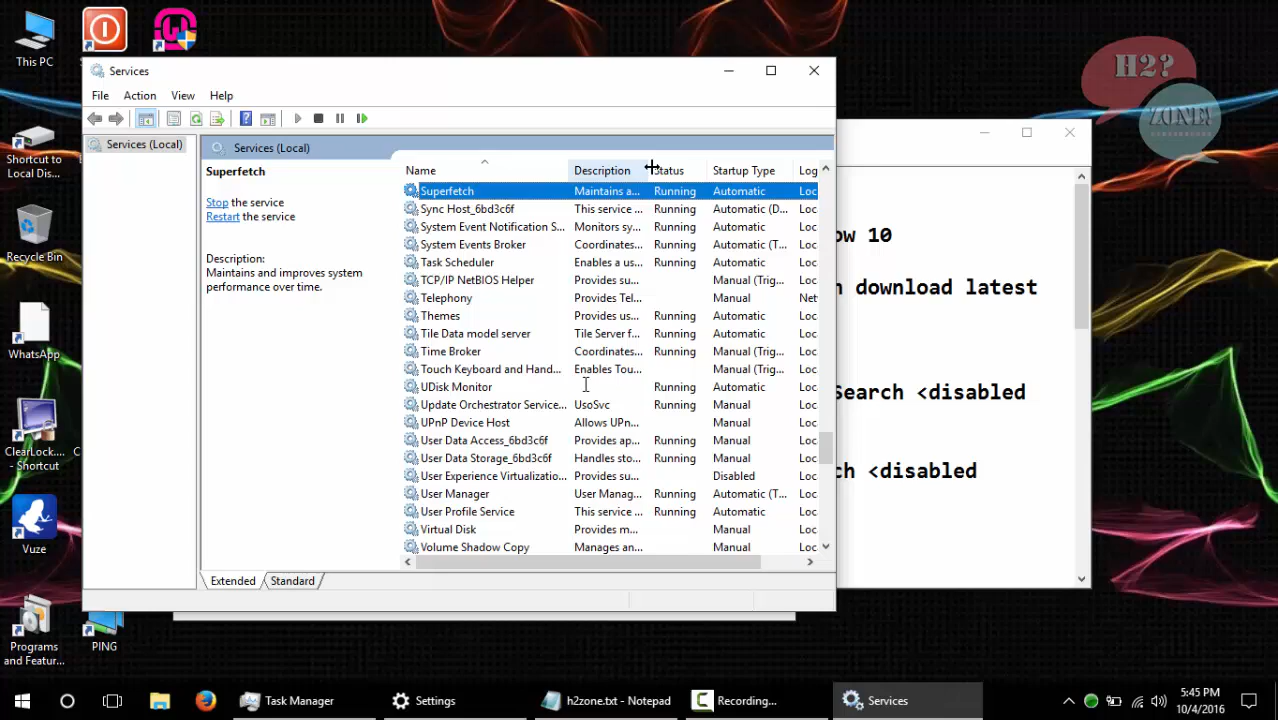 This PC
Shortcut to
Local Dis...
Recycle Bin
WhatsApp
ClearLock....
- Shortcut
Vuze
Programs
and Featur...
PING
H2?
ZONE!
Services
File Action View Help
Services (Local)
Services (Local)
Superfetch
Stop the service
Restart the service
Description:
Maintains and improves system
performance over time.
Name Description Status Startup Type Log
Superfetch Maintains a... Running Automatic Loc
Sync Host_6bd3c6f This service ... Running Automatic (D... Loc
System Event Notification S... Monitors sy... Running Automatic Loc
System Events Broker Coordinates... Running Automatic (T... Loc
Task Scheduler Enables a us... Running Automatic Loc
TCP/IP NetBIOS Helper Provides su... Running Manual (Trig... Loc
Telephony Provides Tel... Manual Net
Themes Provides us... Running Automatic Loc
Tile Data model server Tile Server f... Running Automatic Loc
Time Broker Coordinates... Running Manual (Trig... Loc
Touch Keyboard and Hand... Enables Tou... Manual (Trig... Loc
UDisk Monitor Running Automatic Loc
Update Orchestrator Service... UsoSvc Running Manual Loc
UPnP Device Host Allows UPn... Manual Loc
User Data Access_6bd3c6f Provides ap... Running Manual Loc
User Data Storage_6bd3c6f Handles sto... Running Manual Loc
User Experience Virtualizatio... Provides su... Disabled Loc
User Manager User Manag... Running Automatic (T... Loc
User Profile Service This service ... Running Automatic Loc
Virtual Disk Provides m... Manual Loc
Volume Shadow Copy Manages an... Manual Loc
Extended Standard
ow 10
n download latest
Search <disabled
ch <disabled
Task Manager
Settings
h2zone.txt - Notepad
Recording...
Services
5:45 PM
10/4/2016